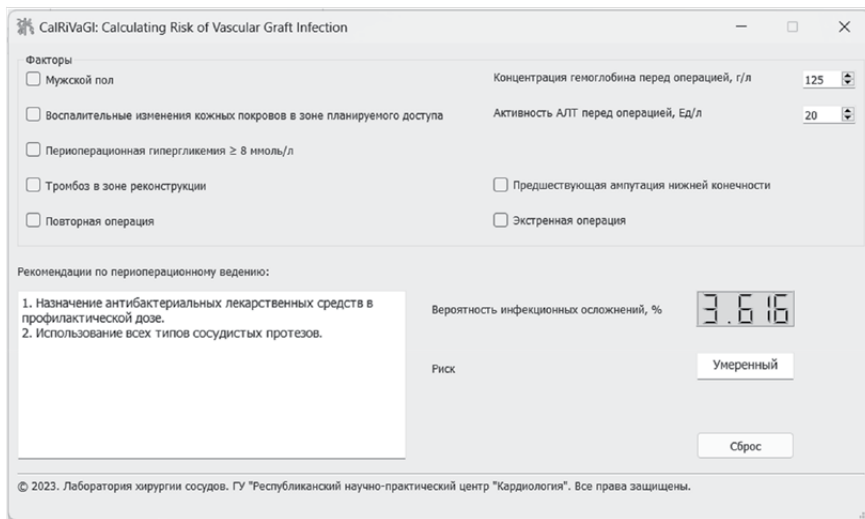 CalRiVaGI: Calculating Risk of Vascular Graft Infection
Факторы
Мужской пол
Концентрация гемоглобина перед операцией, г/л
125
Воспалительные изменения кожных покровов в зоне планируемого доступа
Активность АЛТ перед операцией, Ед/л
20
Периоперационная гипергликемия ≥ 8 ммоль/л
Тромбоз в зоне реконструкции
Предшествующая ампутация нижней конечности
Повторная операция
Экстренная операция
Рекомендации по периоперационному ведению:
1. Назначение антибактериальных лекарственных средств в
профилактической дозе.
2. Использование всех типов сосудистых протезов.
Вероятность инфекционных осложнений, %
3.616
Риск
Умеренный
Сброс
© 2023. Лаборатория хирургии сосудов. ГУ "Республиканский научно-практический центр "Кардиология". Все права защищены.